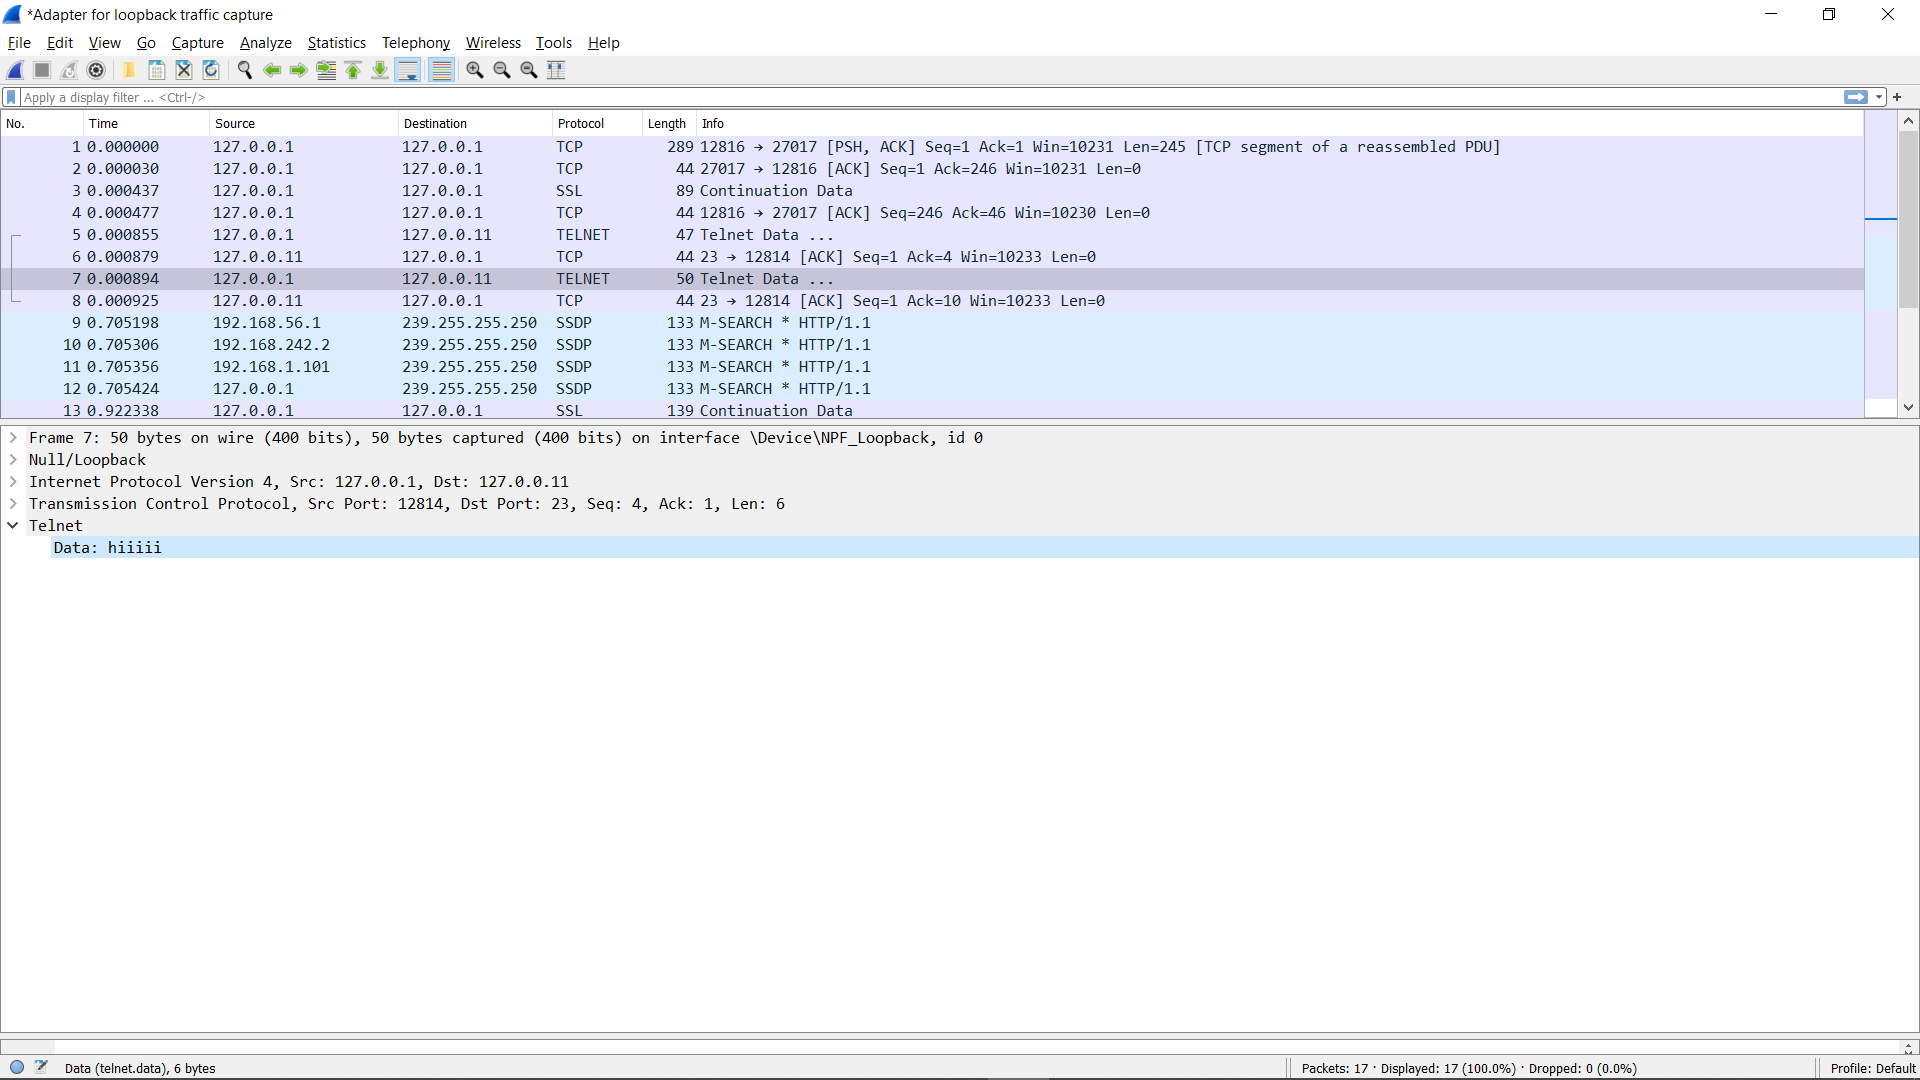 *Adapter for loopback traffic capture
File Edit View Go Capture Analyze Statistics Telephony Wireless Tools Help
Apply a display filter ... <Ctrl-/>
No. Time Source Destination Protocol Length Info
1 0.000000 127.0.0.1 127.0.0.1 TCP 289 12816 → 27017 [PSH, ACK] Seq=1 Ack=1 Win=10231 Len=245 [TCP segment of a reassembled PDU]
2 0.000030 127.0.0.1 127.0.0.1 TCP 44 27017 → 12816 [ACK] Seq=1 Ack=246 Win=10231 Len=0
3 0.000437 127.0.0.1 127.0.0.1 SSL 89 Continuation Data
4 0.000477 127.0.0.1 127.0.0.1 TCP 44 12816 → 27017 [ACK] Seq=246 Ack=46 Win=10230 Len=0
5 0.000855 127.0.0.1 127.0.0.11 TELNET 47 Telnet Data ...
6 0.000879 127.0.0.11 127.0.0.1 TCP 44 23 → 12814 [ACK] Seq=1 Ack=4 Win=10233 Len=0
7 0.000894 127.0.0.1 127.0.0.11 TELNET 50 Telnet Data ...
8 0.000925 127.0.0.11 127.0.0.1 TCP 44 23 → 12814 [ACK] Seq=1 Ack=10 Win=10233 Len=0
9 0.705198 192.168.56.1 239.255.255.250 SSDP 133 M-SEARCH * HTTP/1.1
10 0.705306 192.168.242.2 239.255.255.250 SSDP 133 M-SEARCH * HTTP/1.1
11 0.705356 192.168.1.101 239.255.255.250 SSDP 133 M-SEARCH * HTTP/1.1
12 0.705424 127.0.0.1 239.255.255.250 SSDP 133 M-SEARCH * HTTP/1.1
13 0.922338 127.0.0.1 127.0.0.1 SSL 139 Continuation Data
Frame 7: 50 bytes on wire (400 bits), 50 bytes captured (400 bits) on interface \Device\NPF_Loopback, id 0
Null/Loopback
Internet Protocol Version 4, Src: 127.0.0.1, Dst: 127.0.0.11
Transmission Control Protocol, Src Port: 12814, Dst Port: 23, Seq: 4, Ack: 1, Len: 6
Telnet
Data: hiiiii
Data (telnet.data), 6 bytes
Packets: 17 · Displayed: 17 (100.0%) · Dropped: 0 (0.0%)
Profile: Default